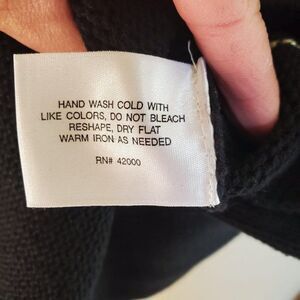 HAND WASH COLD WITH
LIKE COLORS, DO NOT BLEACH
RESHAPE, DRY FLAT
WARM IRON AS NEEDED
RN# 42000